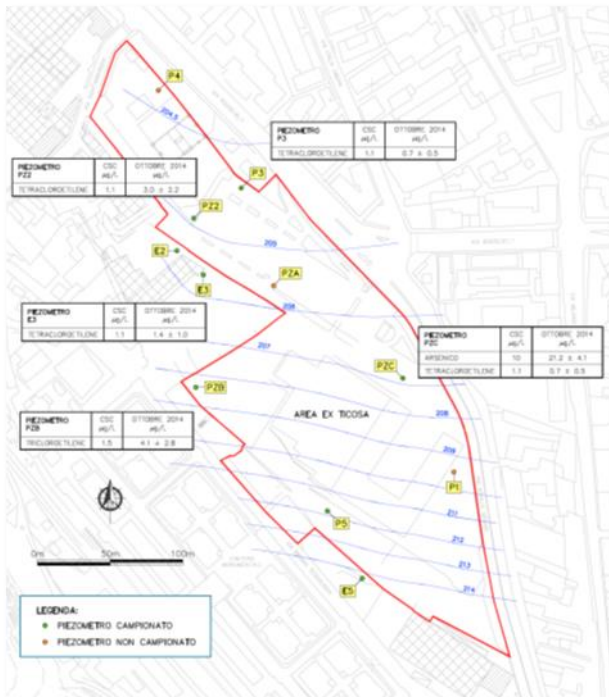 P4
204.5
PIEZOMETRO P3 CSC µg/L OTTOBRE 2014 µg/L
TETRACLOROETILENE 1.1 0.7 ± 0.5
PIEZOMETRO PZ2 CSC µg/L OTTOBRE 2014 µg/L
TETRACLOROETILENE 1.1 3.0 ± 2.2
P3
PZ2
205
E2
E3
PZA
206
PIEZOMETRO E3 CSC µg/L OTTOBRE 2014 µg/L
TETRACLOROETILENE 1.1 1.4 ± 1.0
PIEZOMETRO PZC CSC µg/L OTTOBRE 2014 µg/L
ARSENICO 10 21.2 ± 4.1
TETRACLOROETILENE 1.1 0.7 ± 0.5
207
PZC
PZB
AREA EX TICOSA
208
PIEZOMETRO PZB CSC µg/L OTTOBRE 2014 µg/L
TRICLOROETILENE 1.5 4.1 ± 2.8
209
P1
P5
211
212
213
214
E5
0m 50m 100m
LEGENDA:
PIEZOMETRO CAMPIONATO
PIEZOMETRO NON CAMPIONATO